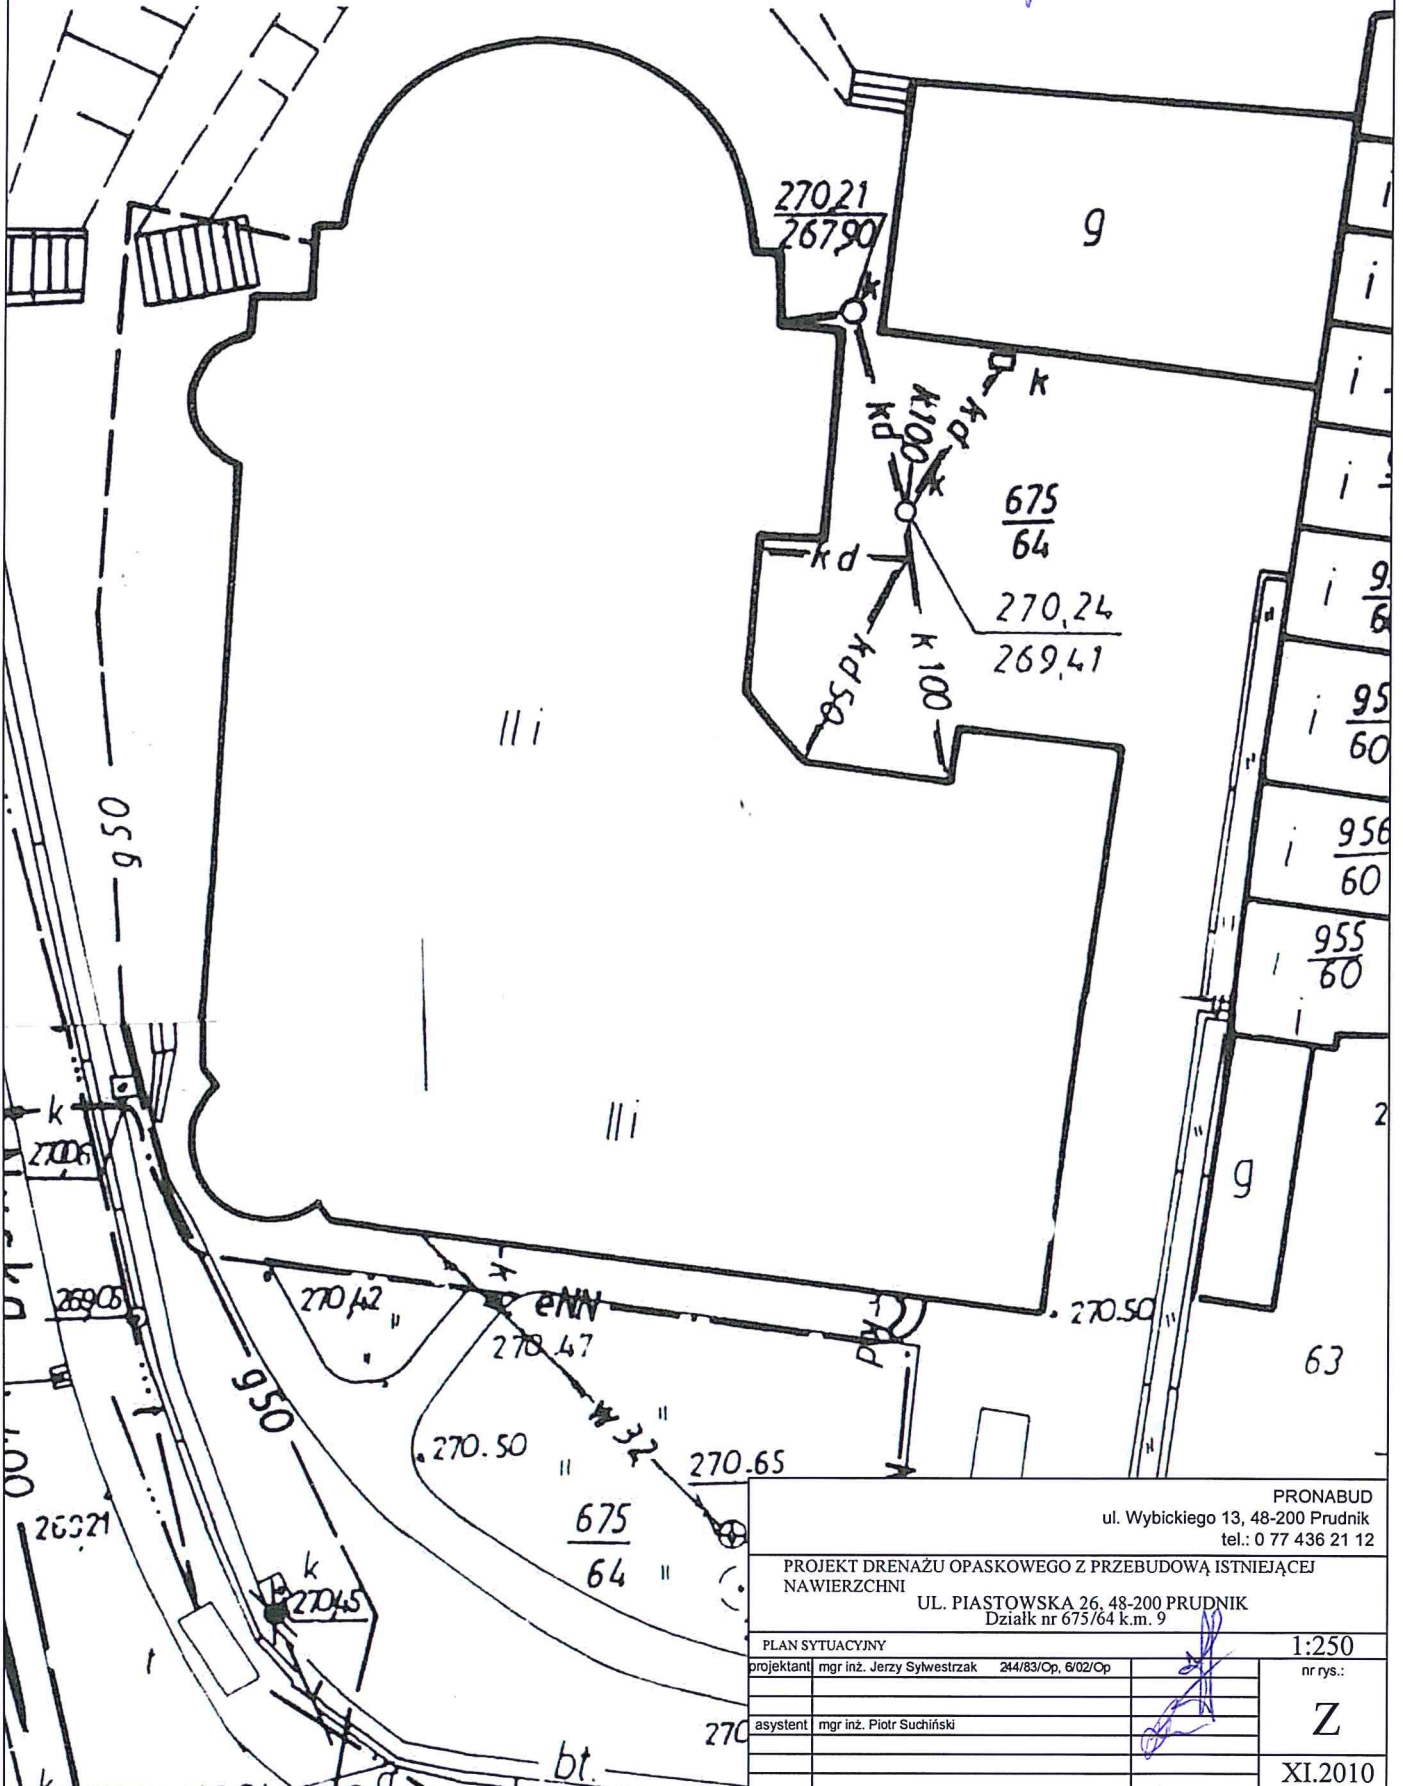 270,21
267,90
g
i
i
k
kd
k100
kd
i
i
675
64
kd
i
270,24
269,41
kd50
k 100
II i
i
95
60
g50
i
956
60
i
955
60
i
k
II i
2
270,06
g
269,05
270,42
k
eNN
270.47
270.50
63
g50
w 32
270.50
270.65
675
64
k
270,45
t
bt.
270
k
PRONABUD
ul. Wybickiego 13, 48-200 Prudnik
tel.: 0 77 436 21 12
PROJEKT DRENAŻU OPASKOWEGO Z PRZEBUDOWĄ ISTNIEJĄCEJ
NAWIERZCHNI
UL. PIASTOWSKA 26, 48-200 PRUDNIK
Działk nr 675/64 k.m. 9
PLAN SYTUACYJNY
1:250
projektant mgr inż. Jerzy Sylwestrzak 244/83/Op, 6/02/Op
nr rys.:
Z
asystent mgr inż. Piotr Suchiński
XI.2010